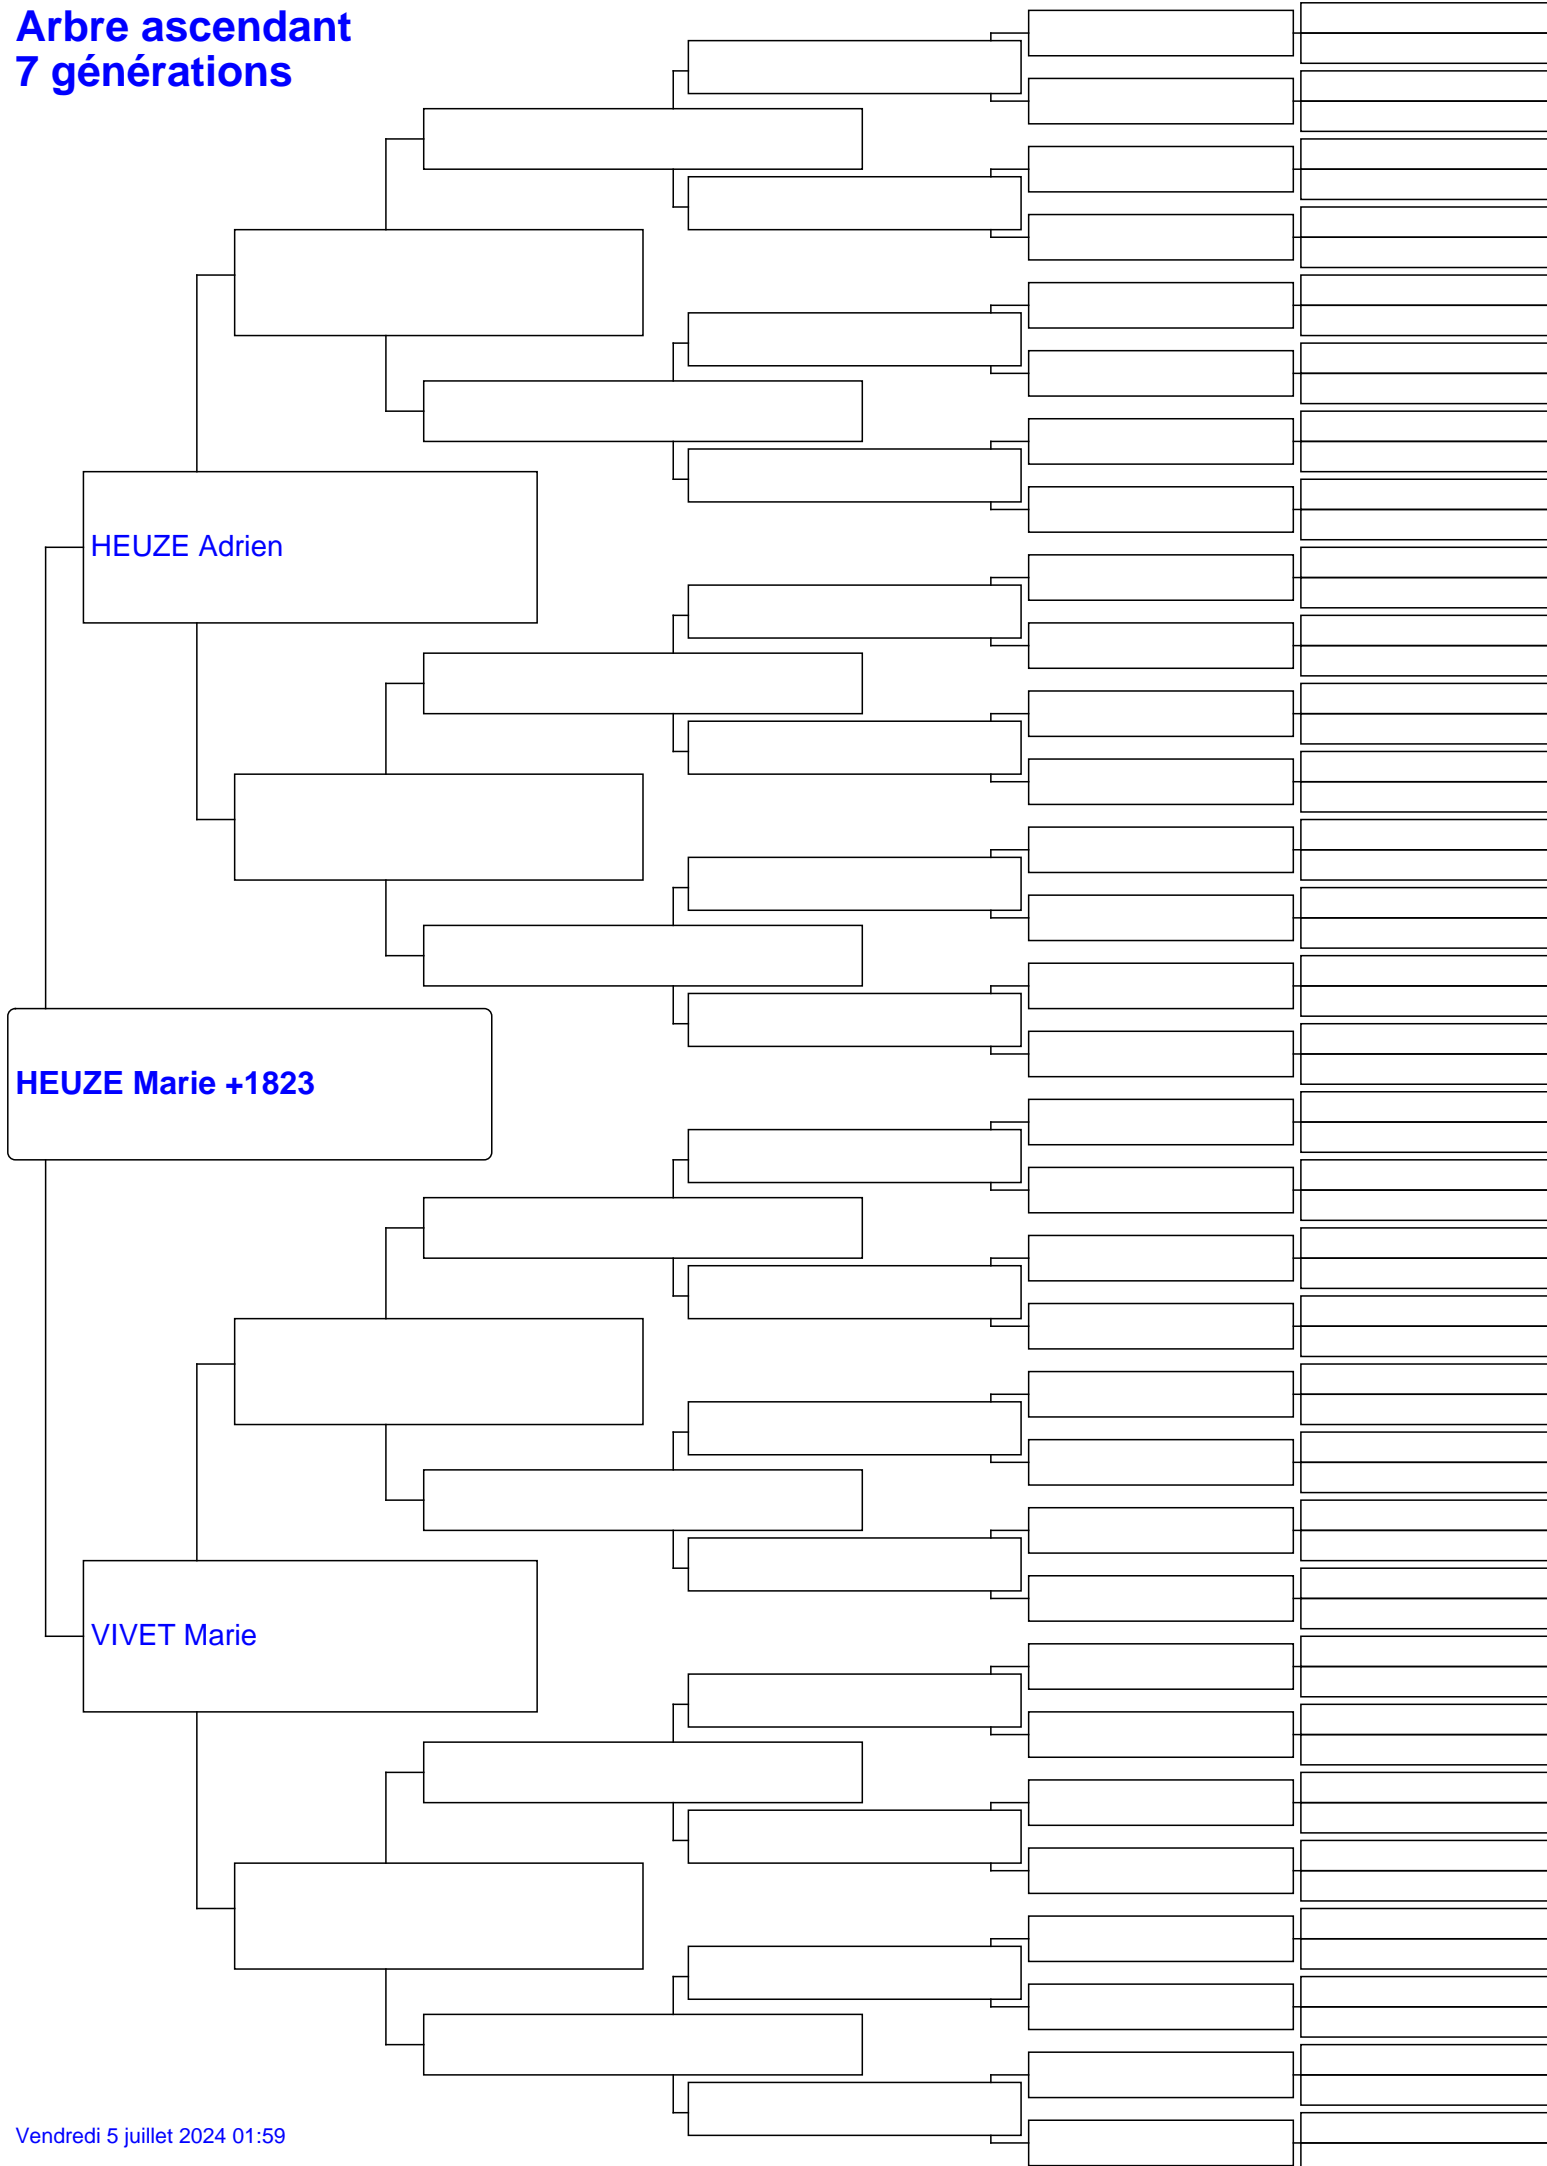 Arbre ascendant
7 générations
HEUZE Adrien
HEUZE Marie +1823
VIVET Marie
Vendredi 5 juillet 2024 01:59